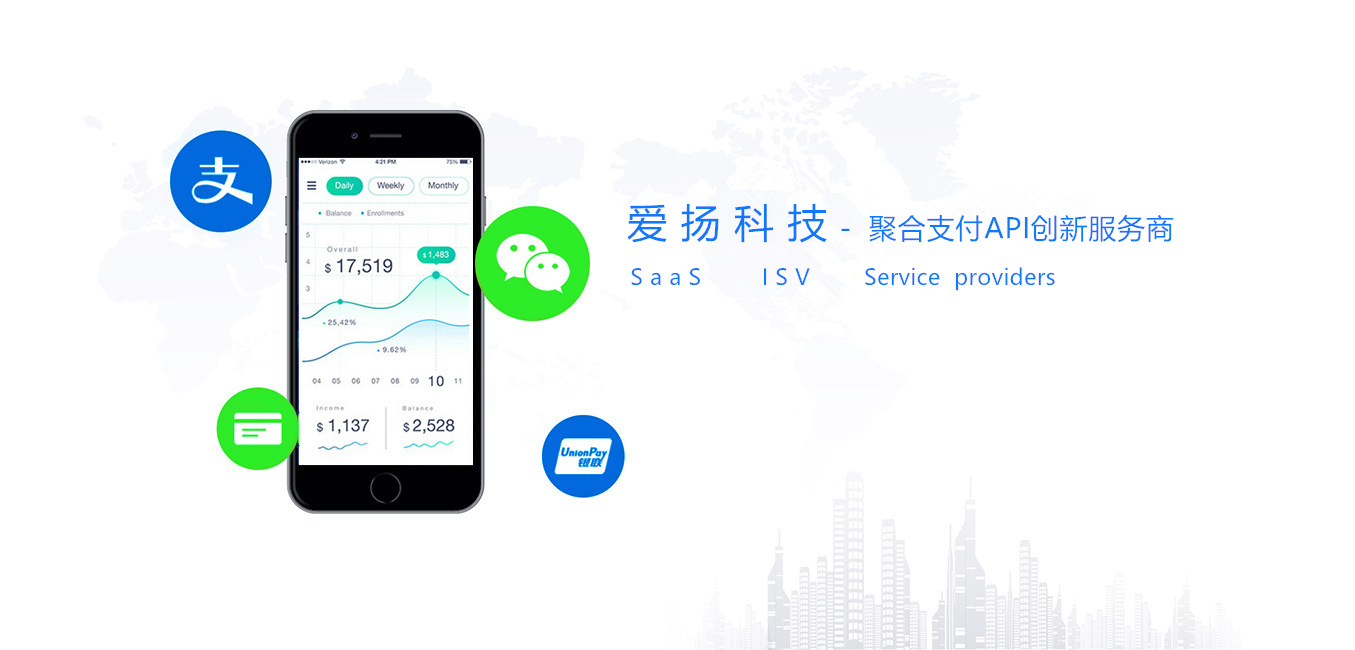 支
Verizon 4:21 PM 75%
Daily Weekly Monthly
Balance Enrollments
5
Overall
$ 17,519
$ 1,483
4
3
25,42%
9.62%
04 05 06 07 08 09 10 11
Income Balance
$ 1,137 $ 2,528
爱扬科技 - 聚合支付API创新服务商
SaaS ISV Service providers
UnionPay
银联